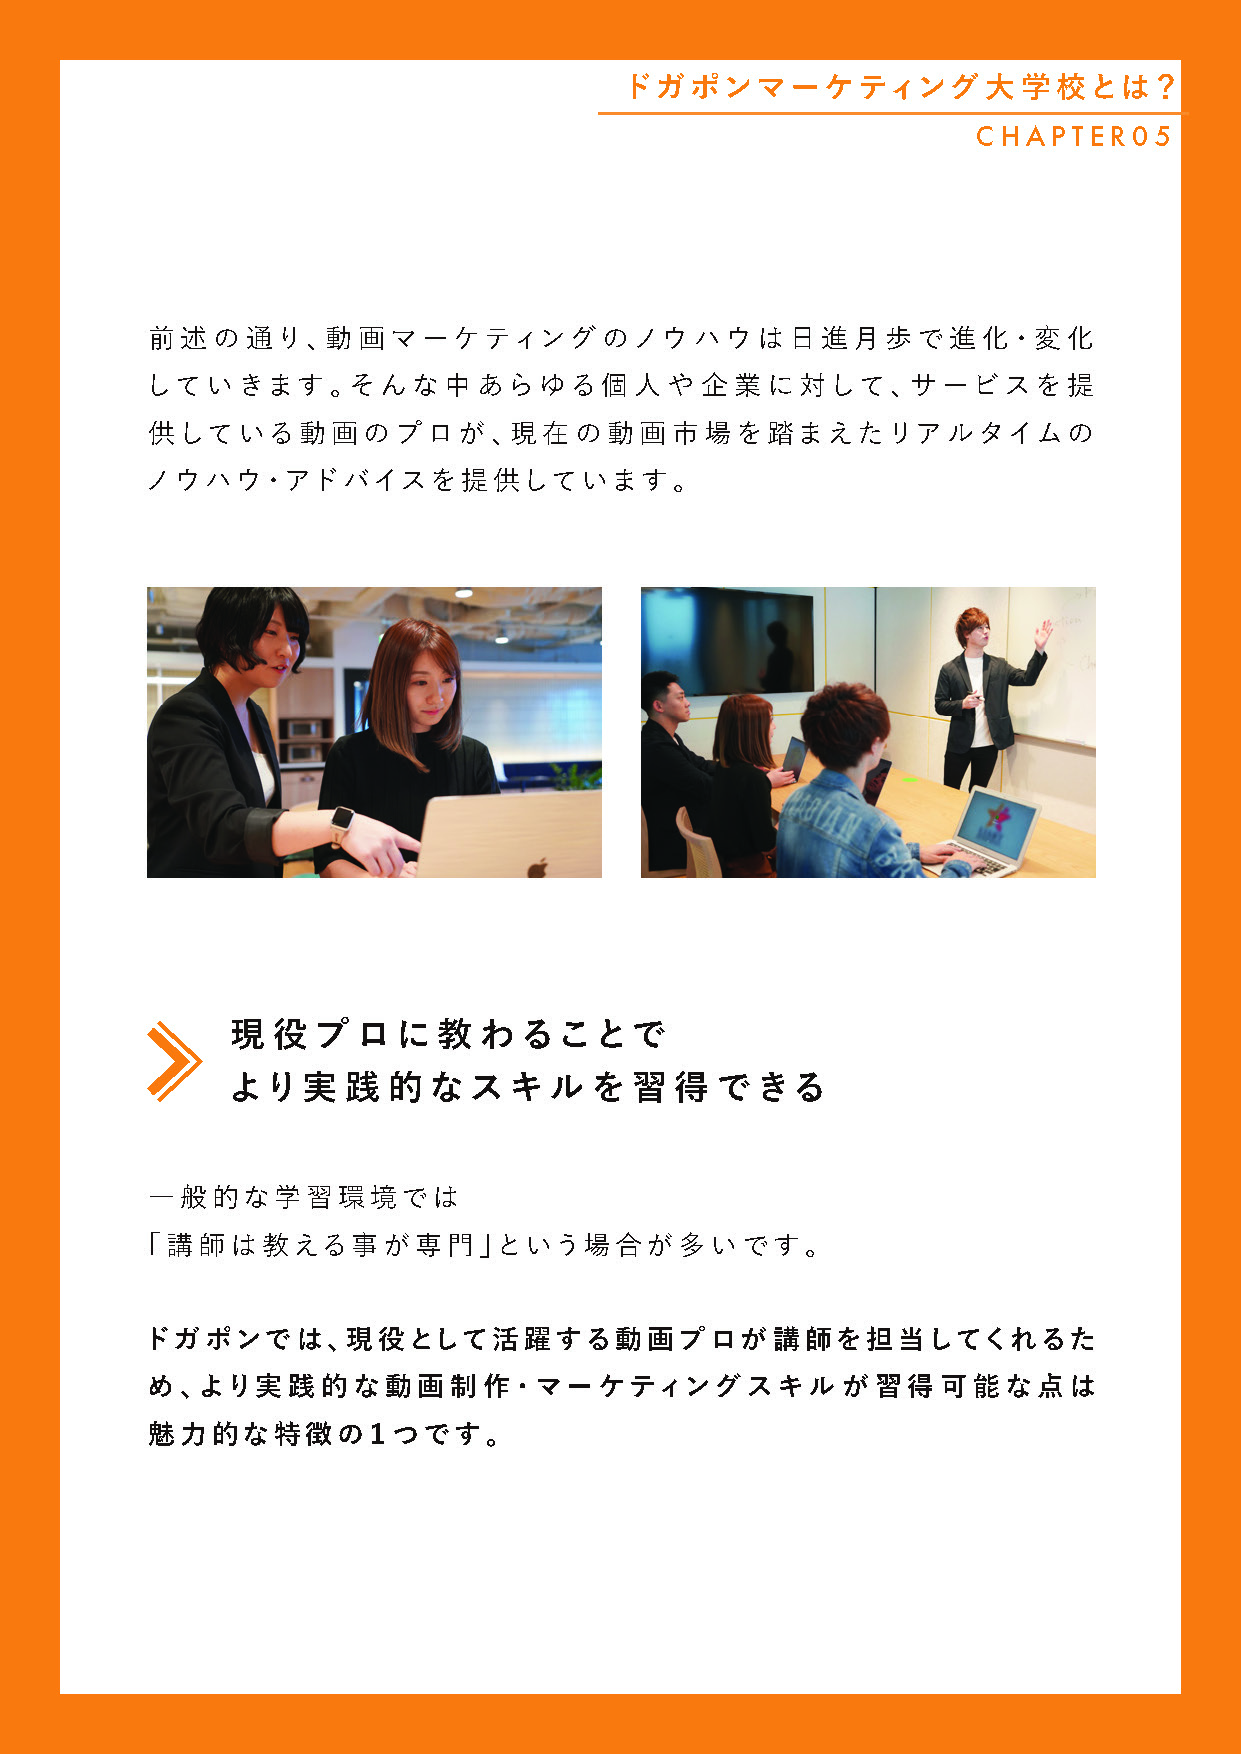 ドガポンマーケティング大学校とは？
CHAPTER05
前述の通り、動画マーケティングのノウハウは日進月歩で進化・変化
していきます。そんな中あらゆる個人や企業に対して、サービスを提
供している動画のプロが、現在の動画市場を踏まえたリアルタイムの
ノウハウ・アドバイスを提供しています。
現役プロに教わることで
より実践的なスキルを習得できる
一般的な学習環境では
「講師は教える事が専門」という場合が多いです。
ドガポンでは、現役として活躍する動画プロが講師を担当してくれるた
め、より実践的な動画制作・マーケティングスキルが習得可能な点は
魅力的な特徴の1つです。